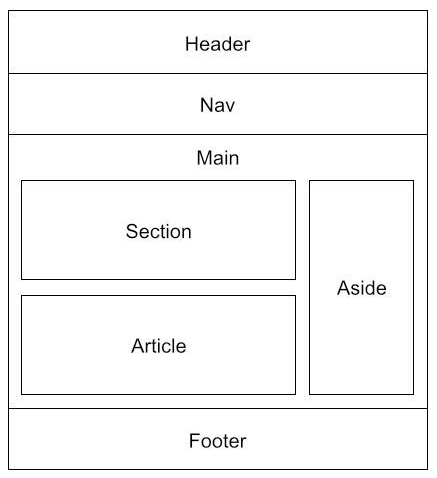 Header
Nav
Main
Section
Aside
Article
Footer